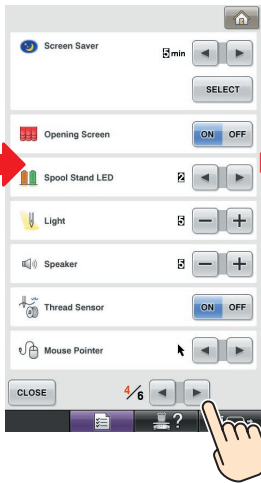 Screen Saver
5 min
SELECT
Opening Screen
ON OFF
Spool Stand LED
2
Light
5
Speaker
5
Thread Sensor
ON OFF
Mouse Pointer
CLOSE
4/6
?